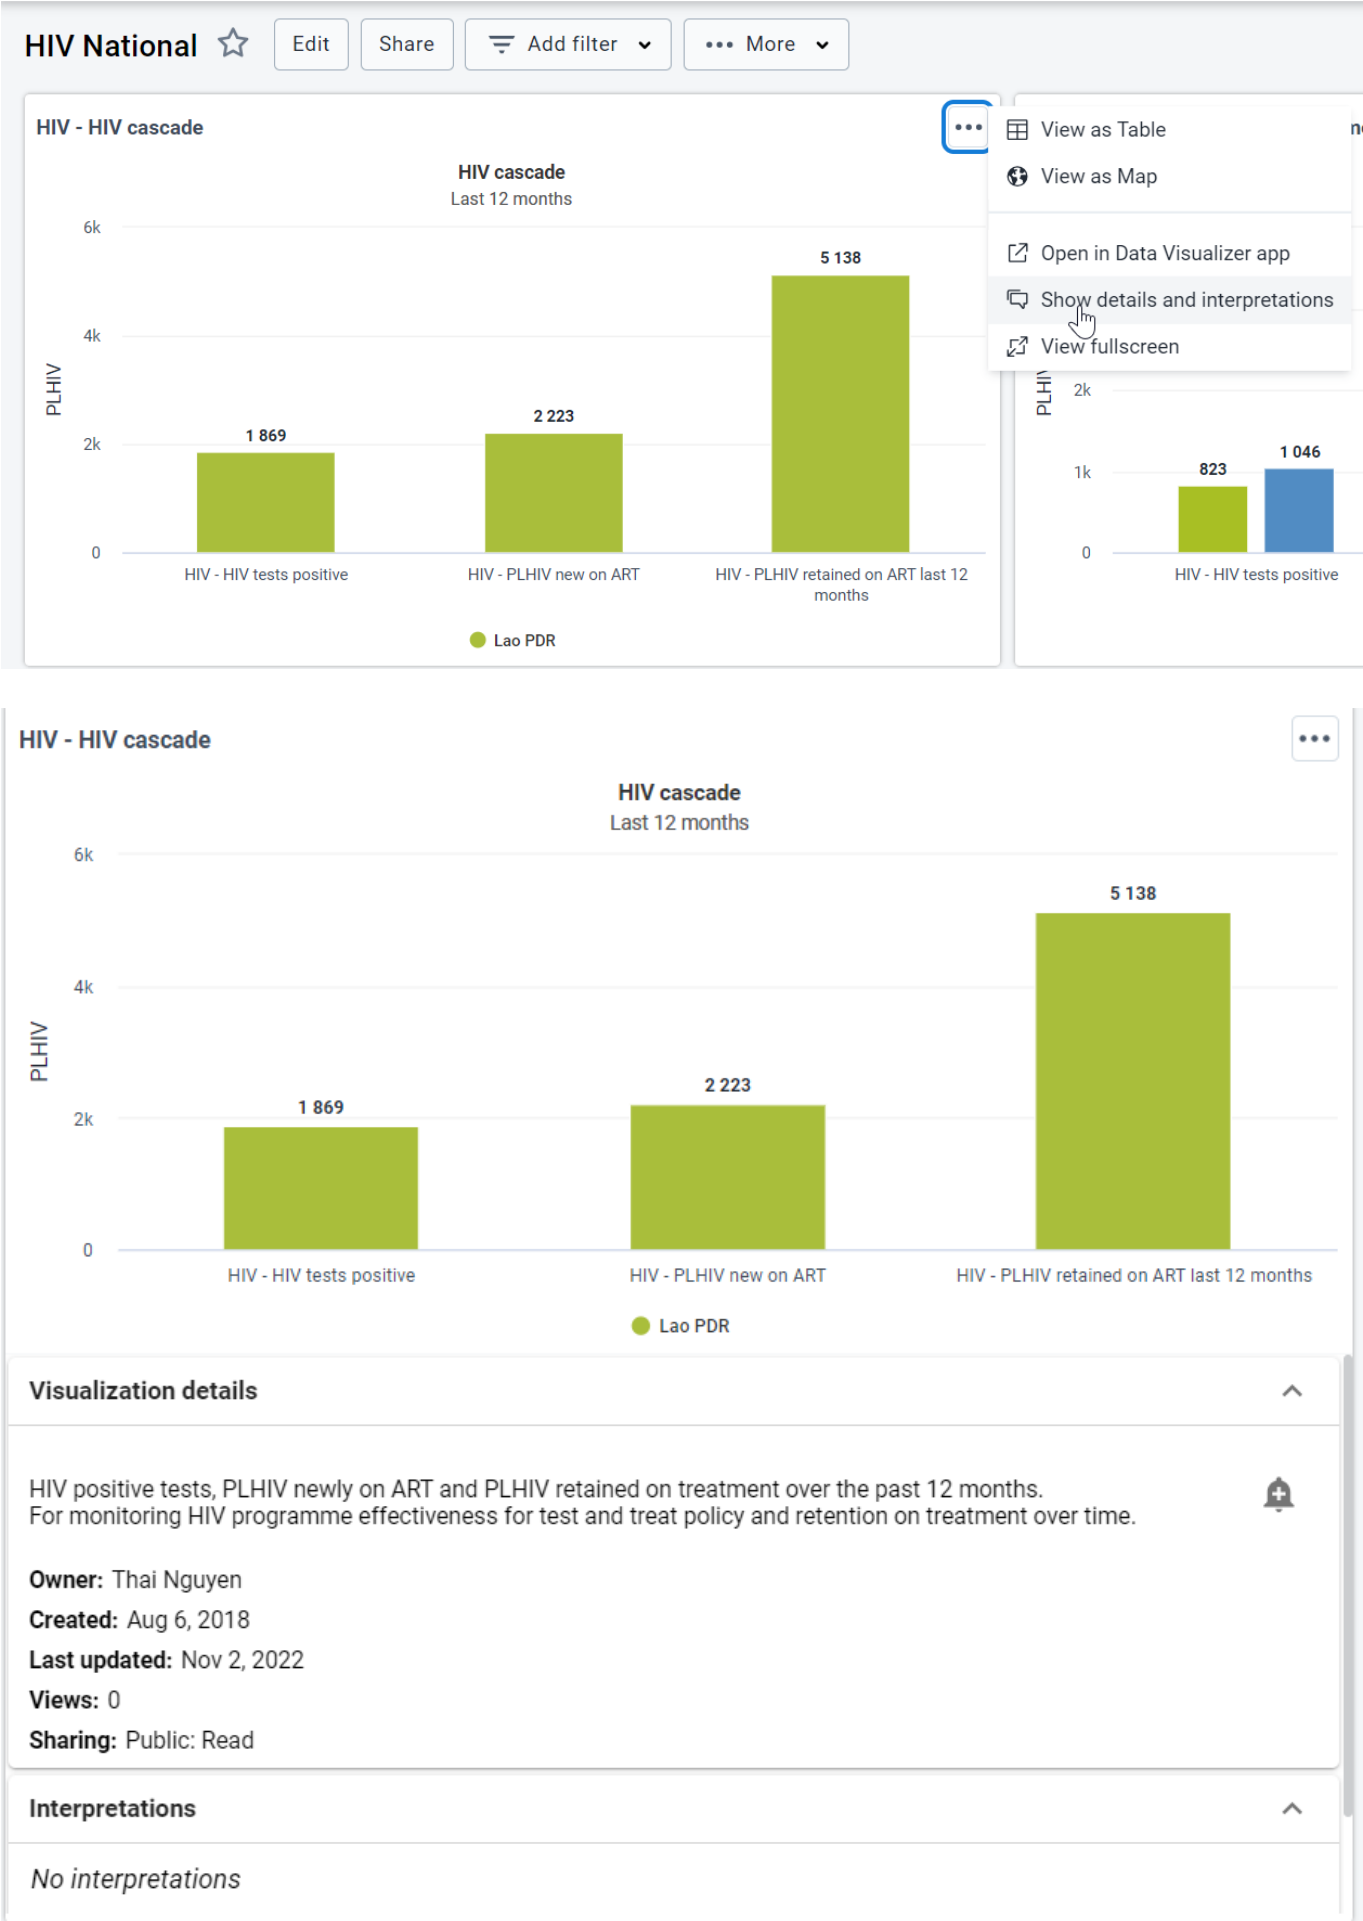 HIV National
Edit
Share
Add filter
More
HIV - HIV cascade
HIV cascade
Last 12 months
6k
4k
2k
0
PLHIV
1 869
2 223
5 138
HIV - HIV tests positive
HIV - PLHIV new on ART
HIV - PLHIV retained on ART last 12
months
Lao PDR
View as Table
View as Map
Open in Data Visualizer app
Show details and interpretations
View fullscreen
2k
1k
0
823
1 046
HIV - HIV tests positive
HIV - HIV cascade
HIV cascade
Last 12 months
6k
4k
2k
0
PLHIV
1 869
2 223
5 138
HIV - HIV tests positive
HIV - PLHIV new on ART
HIV - PLHIV retained on ART last 12 months
Lao PDR
Visualization details
HIV positive tests, PLHIV newly on ART and PLHIV retained on treatment over the past 12 months.
For monitoring HIV programme effectiveness for test and treat policy and retention on treatment over time.
Owner: Thai Nguyen
Created: Aug 6, 2018
Last updated: Nov 2, 2022
Views: 0
Sharing: Public: Read
Interpretations
No interpretations